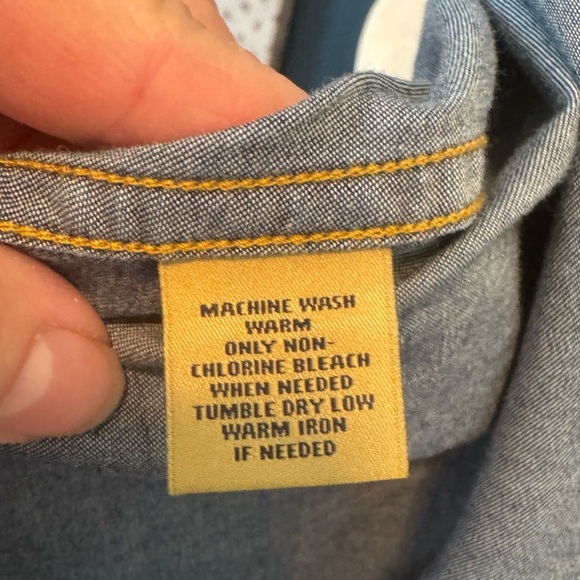 MACHINE WASH
WARM
ONLY NON-
CHLORINE BLEACH
WHEN NEEDED
TUMBLE DRY LOW
WARM IRON
IF NEEDED